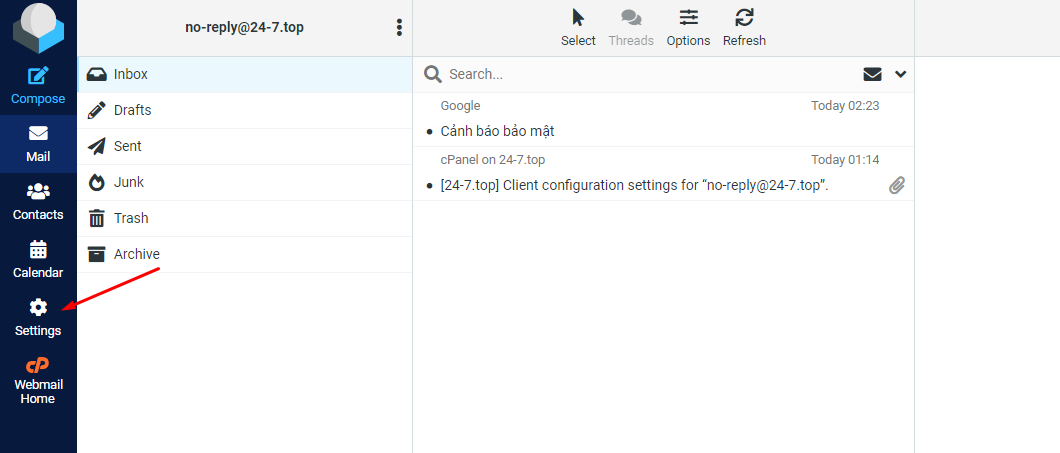 no-reply@24-7.top
Select
Threads
Options
Refresh
Compose
Mail
Contacts
Calendar
Settings
cP
Webmail
Home
Inbox
Drafts
Sent
Junk
Trash
Archive
Search...
Google
Today 02:23
Cảnh báo bảo mật
cPanel on 24-7.top
Today 01:14
[24-7.top] Client configuration settings for “no-reply@24-7.top”.